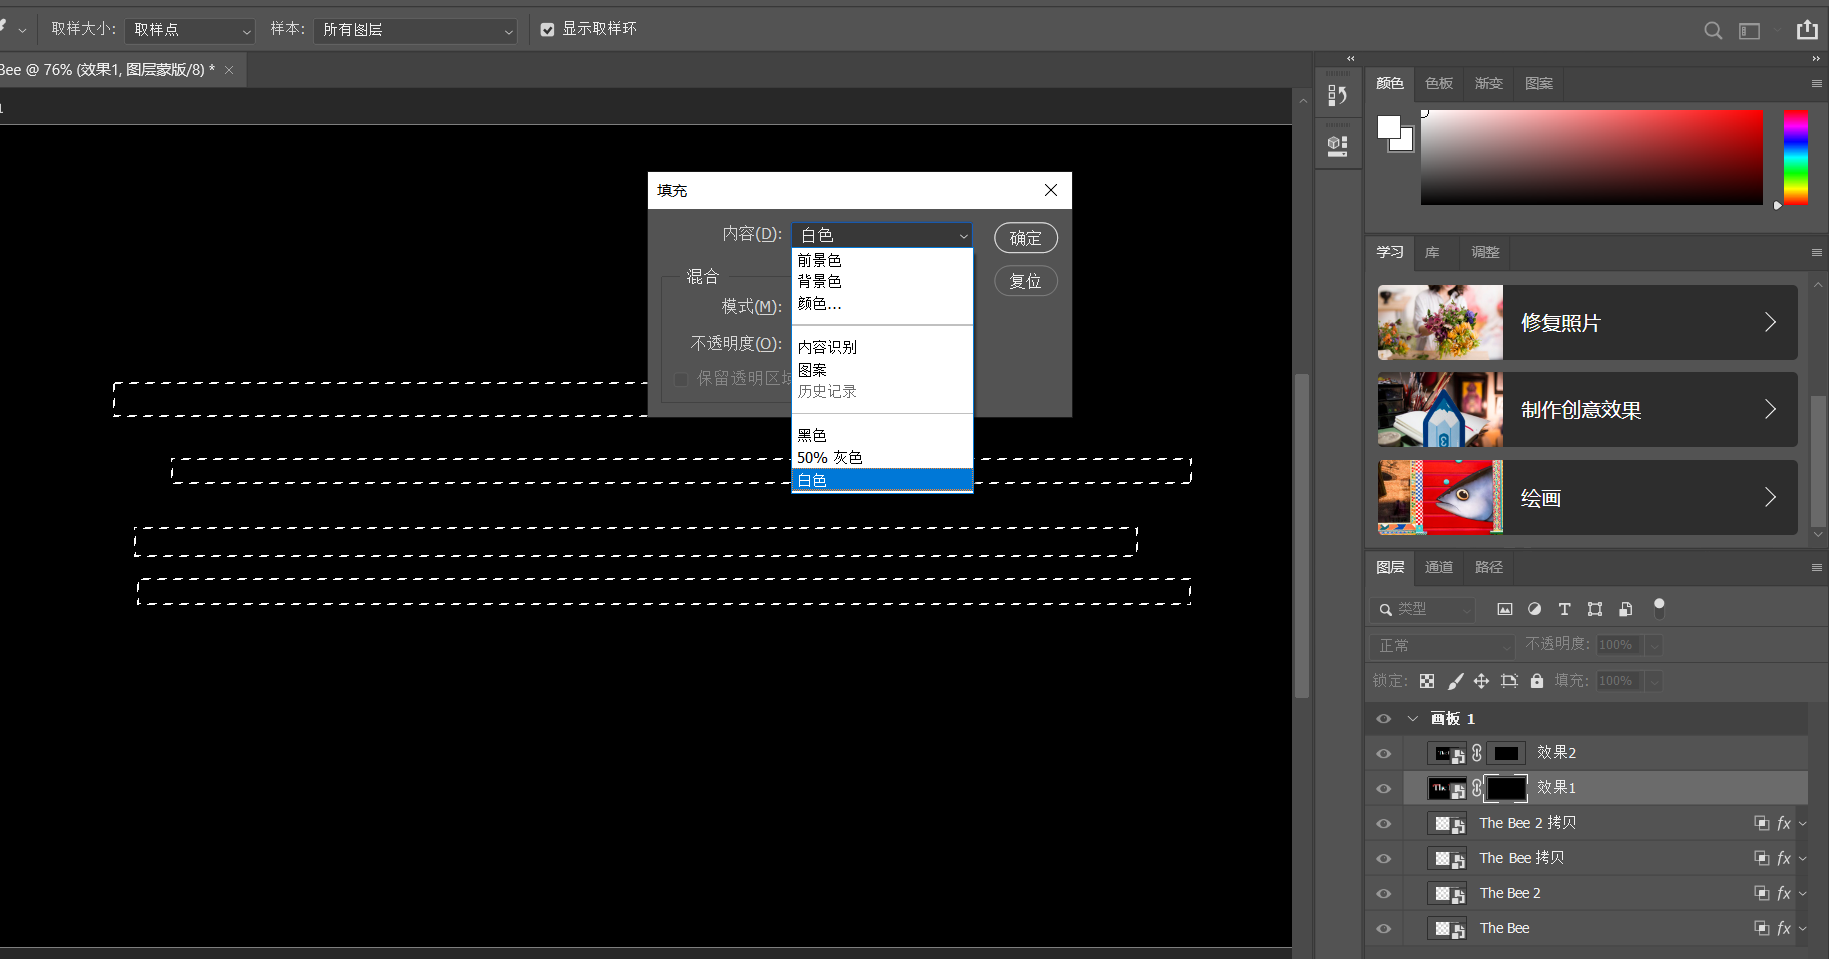 取样大小: 取样点 样本: 所有图层 显示取样环
Bee @ 76% (效果1, 图层蒙版/8) * ×
颜色 色板 渐变 图案
填充
内容(D): 白色 确定
前景色
背景色
颜色...
内容识别
图案
历史记录
黑色
50% 灰色
白色
混合 复位
模式(M):
不透明度(O):
保留透明区域
学习 库 调整
修复照片
制作创意效果
绘画
图层 通道 路径
类型
正常 不透明度: 100%
锁定: 填充: 100%
画板 1
效果2
效果1
The Bee 2 拷贝 fx
The Bee 拷贝 fx
The Bee 2 fx
The Bee fx